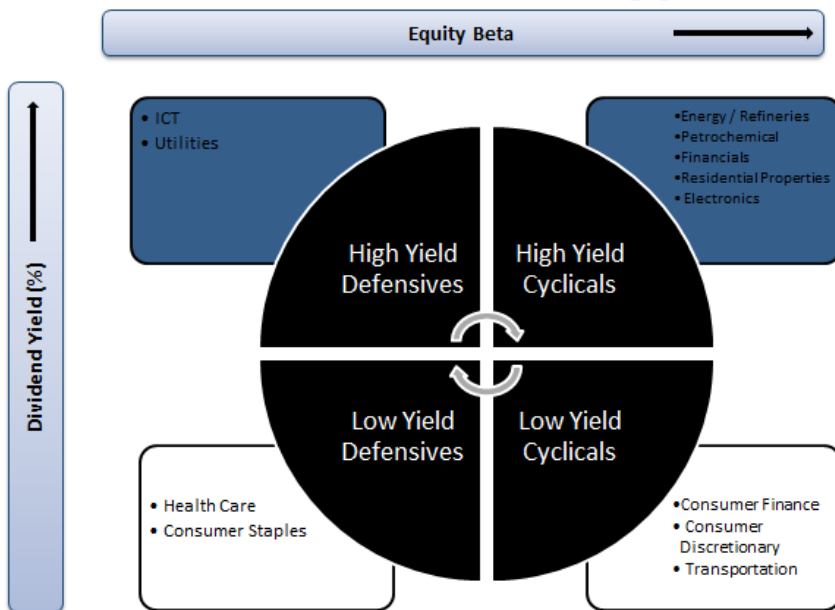 Equity Beta
Dividend Yield (%)
• ICT
• Utilities
•Energy / Refineries
•Petrochemical
•Financials
•Residential Properties
•Electronics
High Yield
Defensives
High Yield
Cyclicals
Low Yield
Defensives
Low Yield
Cyclicals
• Health Care
• Consumer Staples
•Consumer Finance
• Consumer
Discretionary
• Transportation